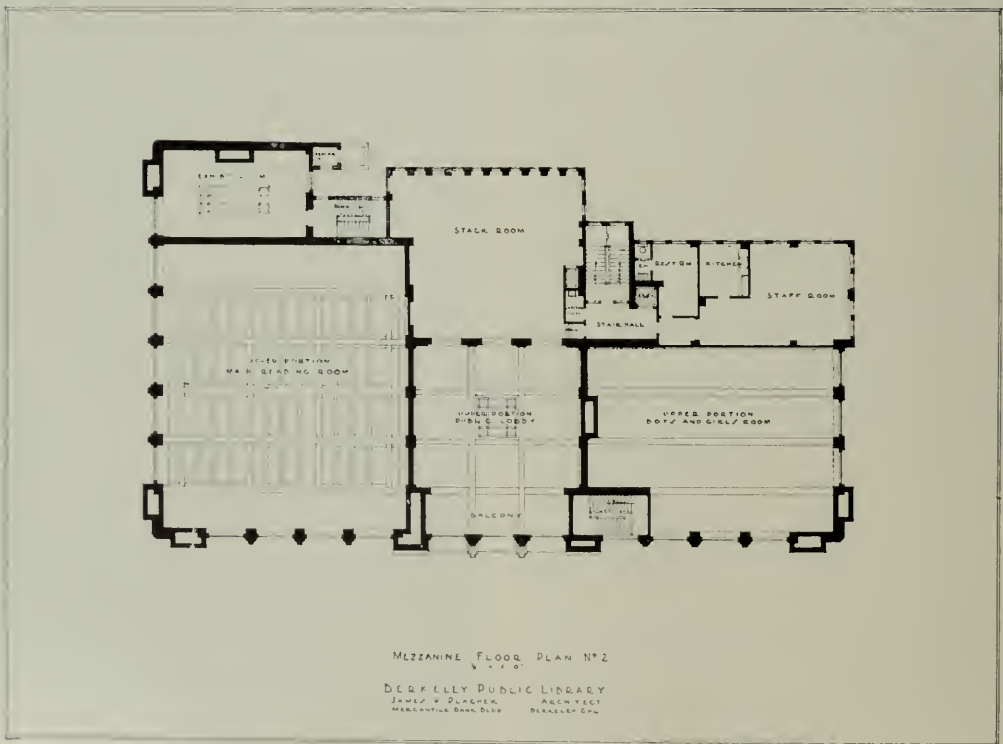 STACK ROOM
REST RM
KITCHEN
STAFF ROOM
STAIR HALL
UPPER PORTION
MAIN READING ROOM
UPPER PORTION
PUBLIC LOBBY
UPPER PORTION
BOYS AND GIRLS ROOM
BALCONY
MEZZANINE FLOOR PLAN Nº 2
BERKELEY PUBLIC LIBRARY
JAMES W PLACHEK ARCHITECT
MERCANTILE BANK BLDG BERKELEY CAL